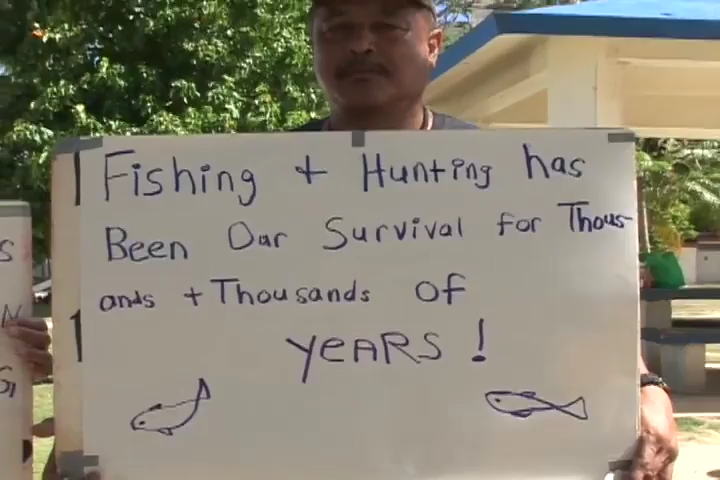 Fishing + Hunting has
Been Our Survival for Thous-
ands + Thousands of
YEARS!
S
N
G,